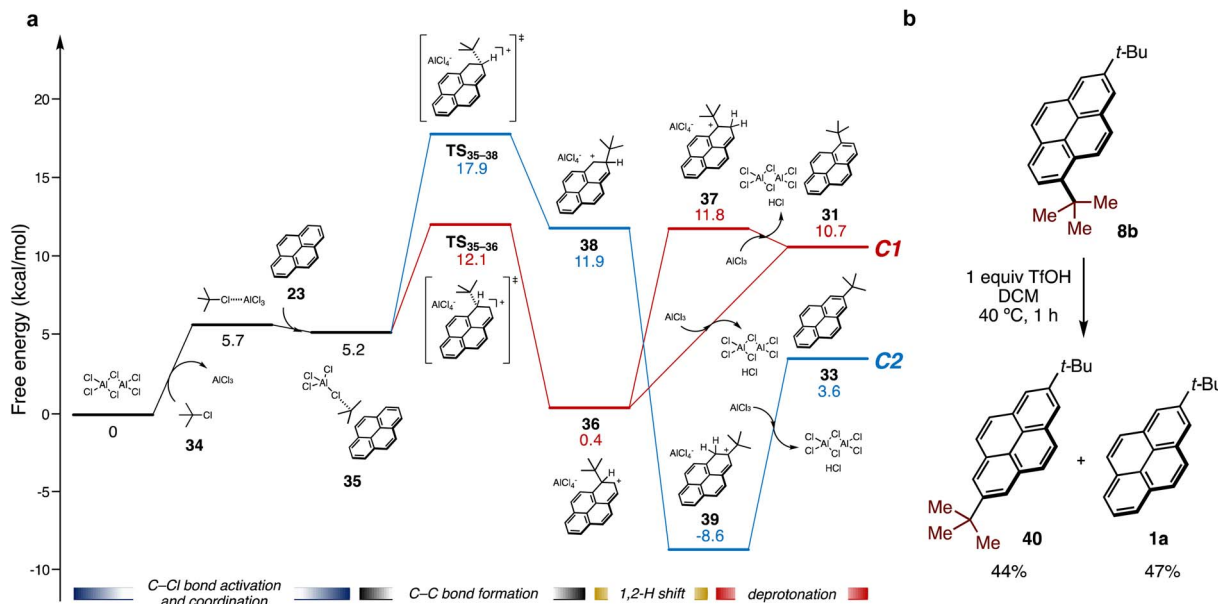 a
b
Free energy (kcal/mol)
20
15
10
5
0
-5
-10
Cl
Cl
Cl
Al
Al
Cl
Cl
Cl
0
Cl
34
AlCl₃
Cl
AlCl₃
5.7
23
5.2
Cl
Cl
Al
Cl
Cl
35
AlCl₄⁻
H
+
‡
TS₃₅₋₃₈
17.9
TS₃₅₋₃₆
12.1
AlCl₄⁻
H
+
‡
AlCl₄⁻
+
H
38
11.9
36
0.4
AlCl₄⁻
H
+
AlCl₄⁻
+
H
H
37
11.8
Cl
Cl
Cl
Al
Al
Cl
Cl
Cl
HCl
AlCl₃
31
10.7
C1
AlCl₃
Cl
Cl
Cl
Al
Al
Cl
Cl
Cl
HCl
33
3.6
C2
AlCl₃
Cl
Cl
Cl
Al
Al
Cl
Cl
Cl
HCl
AlCl₄⁻
H
H
+
39
-8.6
C–Cl bond activation
and coordination
C–C bond formation
1,2-H shift
deprotonation
t-Bu
Me
Me
Me
8b
1 equiv TfOH
DCM
40 ºC, 1 h
t-Bu
t-Bu
+
Me
Me
Me
40
1a
44%
47%